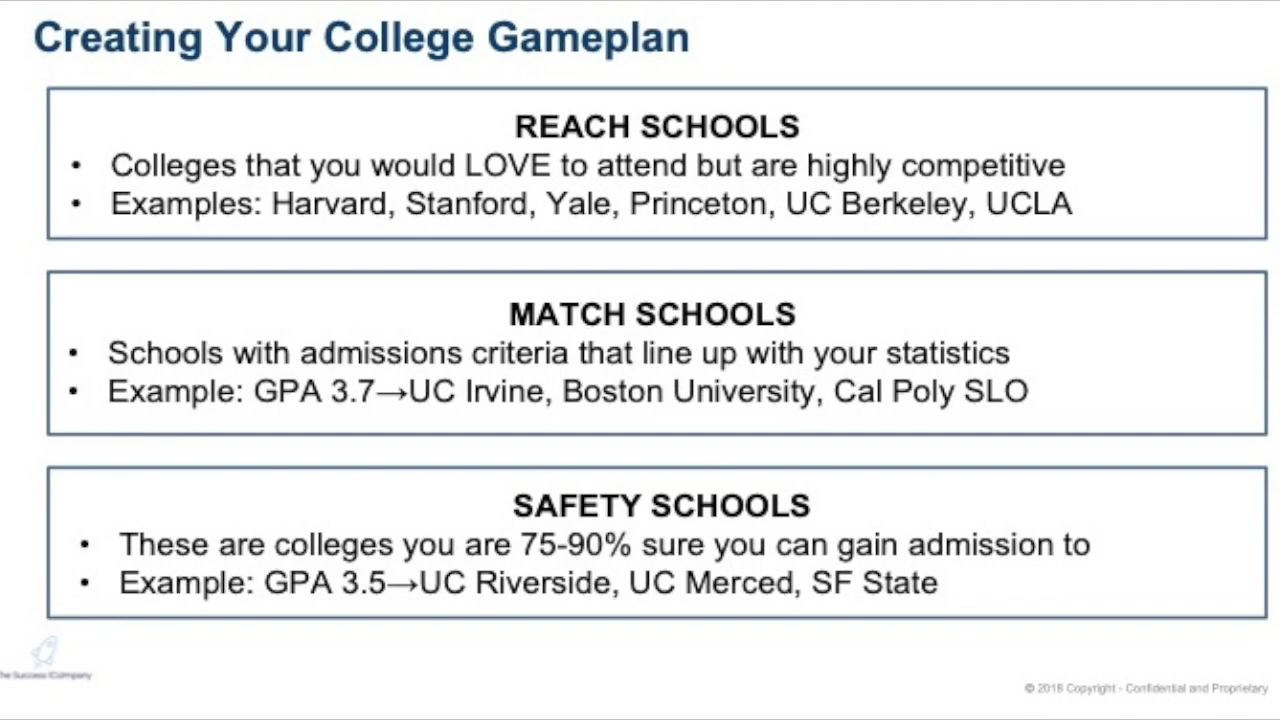 Creating Your College Gameplan
REACH SCHOOLS
• Colleges that you would LOVE to attend but are highly competitive
• Examples: Harvard, Stanford, Yale, Princeton, UC Berkeley, UCLA
MATCH SCHOOLS
• Schools with admissions criteria that line up with your statistics
• Example: GPA 3.7→UC Irvine, Boston University, Cal Poly SLO
SAFETY SCHOOLS
• These are colleges you are 75-90% sure you can gain admission to
• Example: GPA 3.5→UC Riverside, UC Merced, SF State
The Success
© 2018 Copyright - Confidential and Proprietary